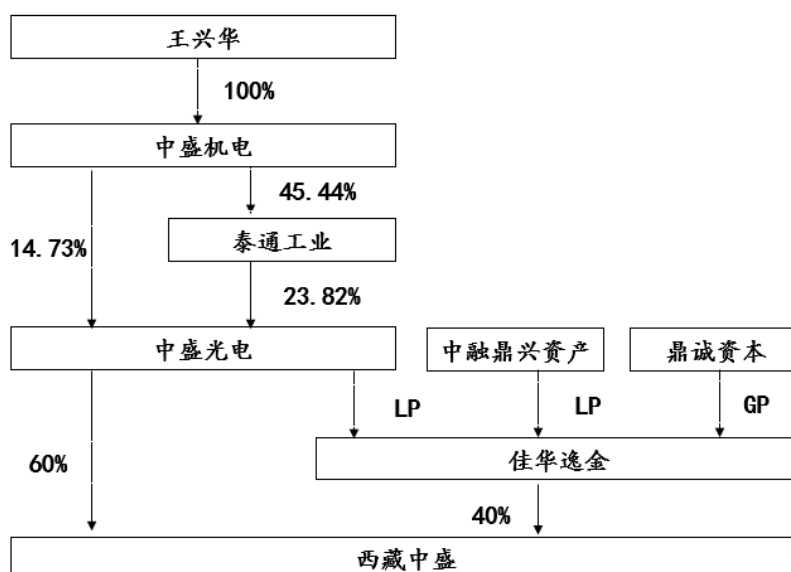 王兴华
100%
中盛机电
45.44%
14.73%
泰通工业
23.82%
中盛光电
中融鼎兴资产
鼎诚资本
LP
LP
GP
60%
佳华逸金
40%
西藏中盛